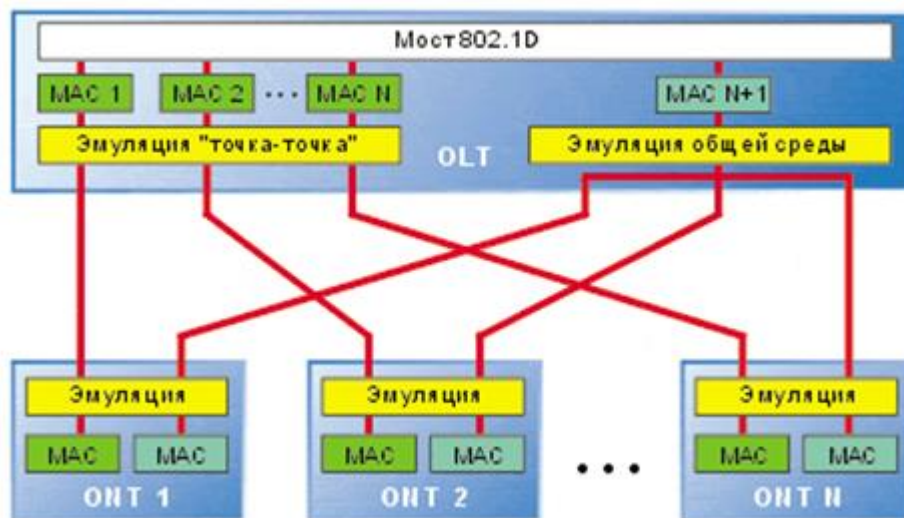 Мост 802.1D
MAC 1 MAC 2 ... MAC N MAC N+1
Эмуляция "точка-точка" Эмуляция общей среды
OLT
Эмуляция Эмуляция Эмуляция
MAC MAC MAC MAC ... MAC MAC
ONT 1 ONT 2 ONT N